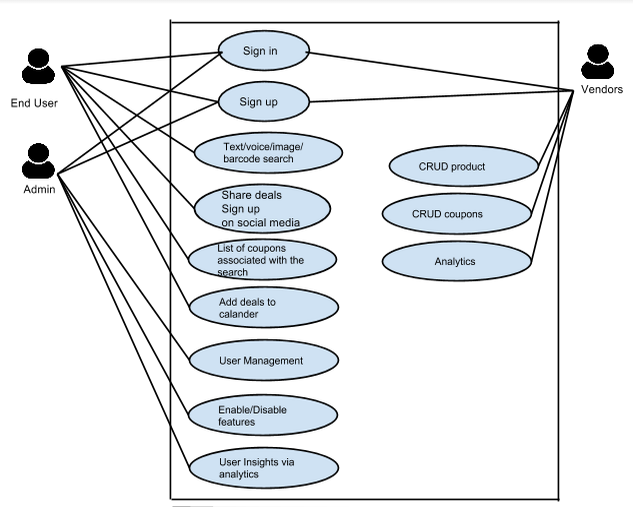 Sign in
End User
Vendors
Sign up
Text/voice/image/
barcode search
CRUD product
Admin
Share deals
Sign up
on social media
CRUD coupons
List of coupons
associated with the
search
Analytics
Add deals to
calander
User Management
Enable/Disable
features
User Insights via
analytics